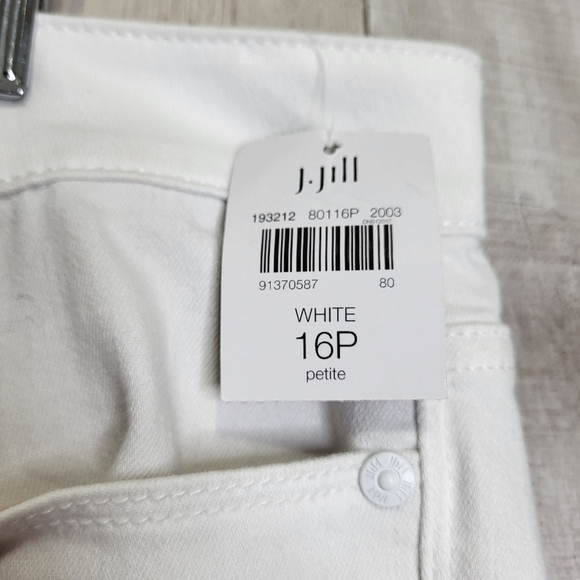 J.Jill
193212 80116P 2003
91370587 80
WHITE
16P
petite